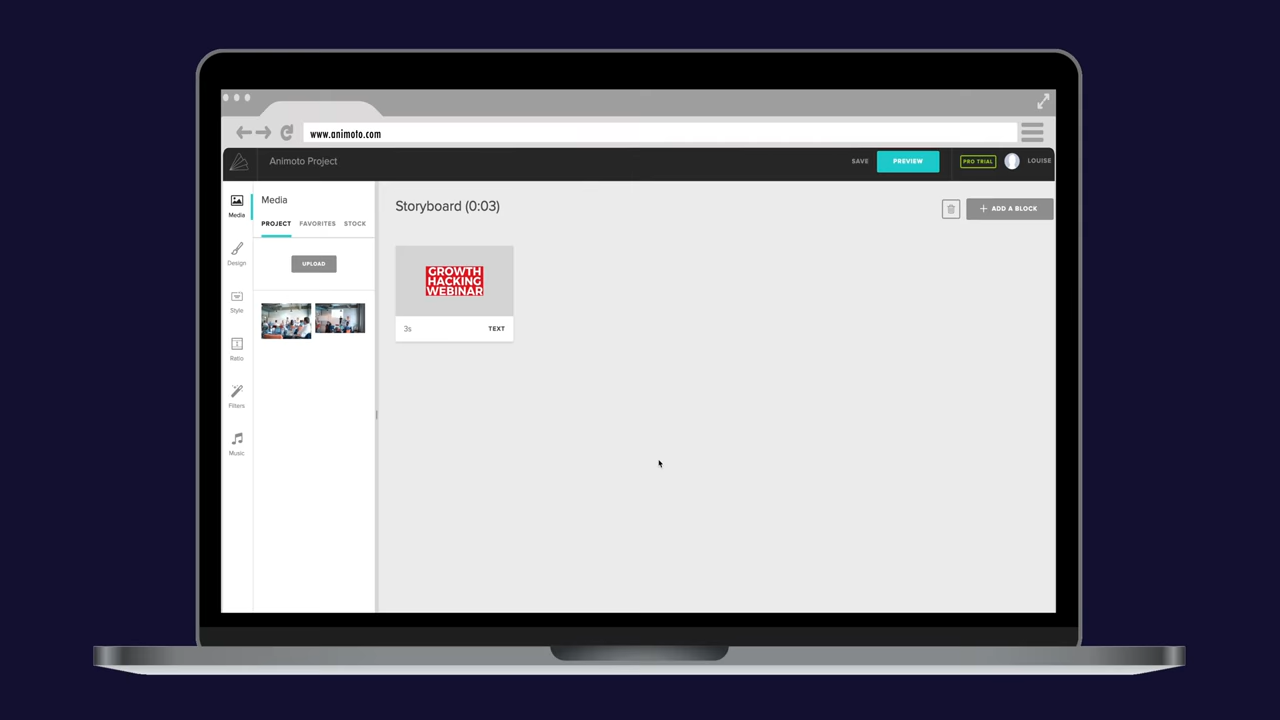 www.animoto.com
Animoto Project
SAVE
PREVIEW
PRO TRIAL
LOUISE
Media
Design
Style
Ratio
Filters
Music
Media
PROJECT
FAVORITES
STOCK
UPLOAD
Storyboard (0:03)
+ ADD A BLOCK
GROWTH
HACKING
WEBINAR
3s
TEXT